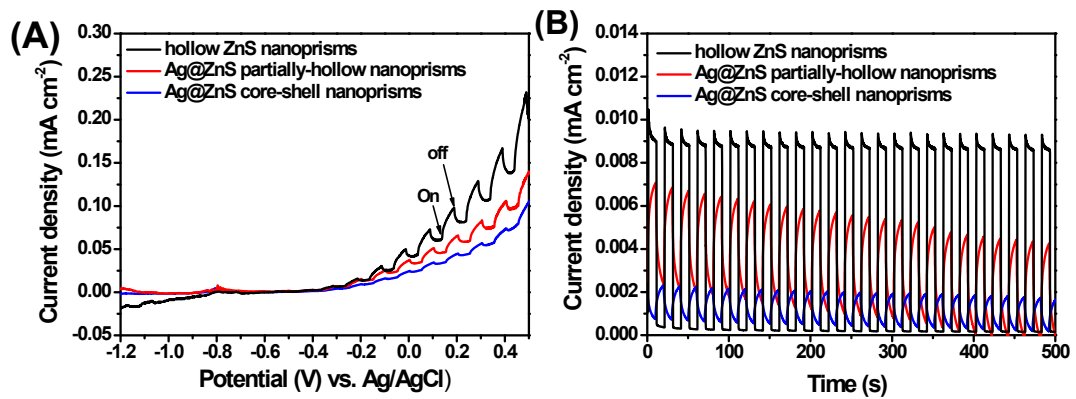 (A)
hollow ZnS nanoprisms
Ag@ZnS partially-hollow nanoprisms
Ag@ZnS core-shell nanoprisms
off
On
Current density (mA cm⁻²)
0.30
0.25
0.20
0.15
0.10
0.05
0.00
-0.05
-1.2 -1.0 -0.8 -0.6 -0.4 -0.2 0.0 0.2 0.4
Potential (V) vs. Ag/AgCl)
(B)
hollow ZnS nanoprisms
Ag@ZnS partially-hollow nanoprisms
Ag@ZnS core-shell nanoprisms
Current density (mA cm⁻²)
0.014
0.012
0.010
0.008
0.006
0.004
0.002
0.000
0 100 200 300 400 500
Time (s)